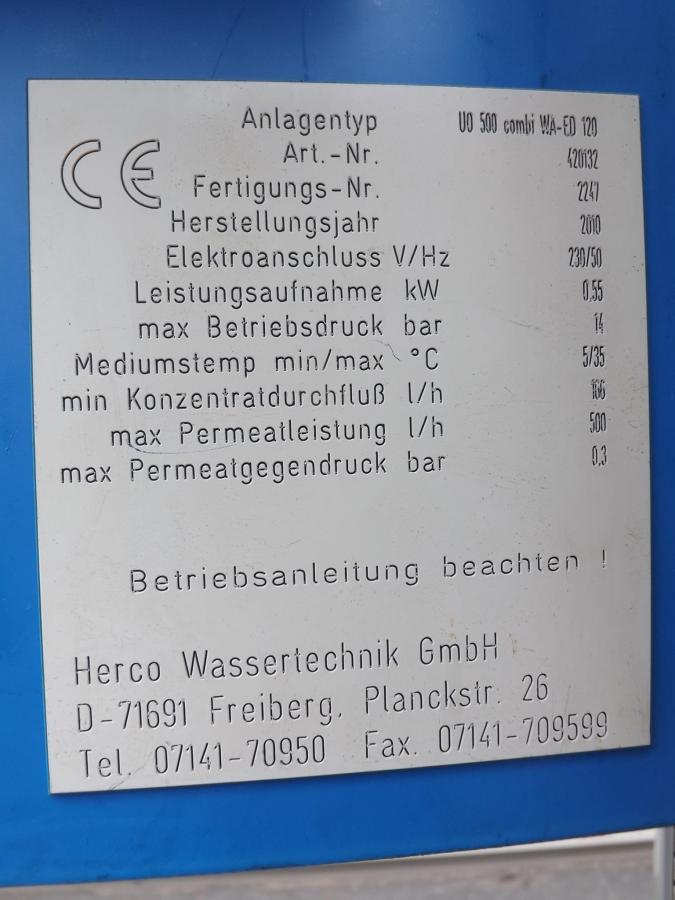 Anlagentyp UO 500 combi WA-ED 120
CE
Art.-Nr. 420132
Fertigungs-Nr. 2247
Herstellungsjahr 2010
Elektroanschluss V/Hz 230/50
Leistungsaufnahme kW 0,55
max Betriebsdruck bar 14
Mediumstemp min/max °C 5/35
min Konzentratdurchfluß l/h 166
max Permeatleistung l/h 500
max Permeatgegendruck bar 0,3
Betriebsanleitung beachten !
Herco Wassertechnik GmbH
D-71691 Freiberg, Planckstr. 26
Tel. 07141-70950 Fax. 07141-709599